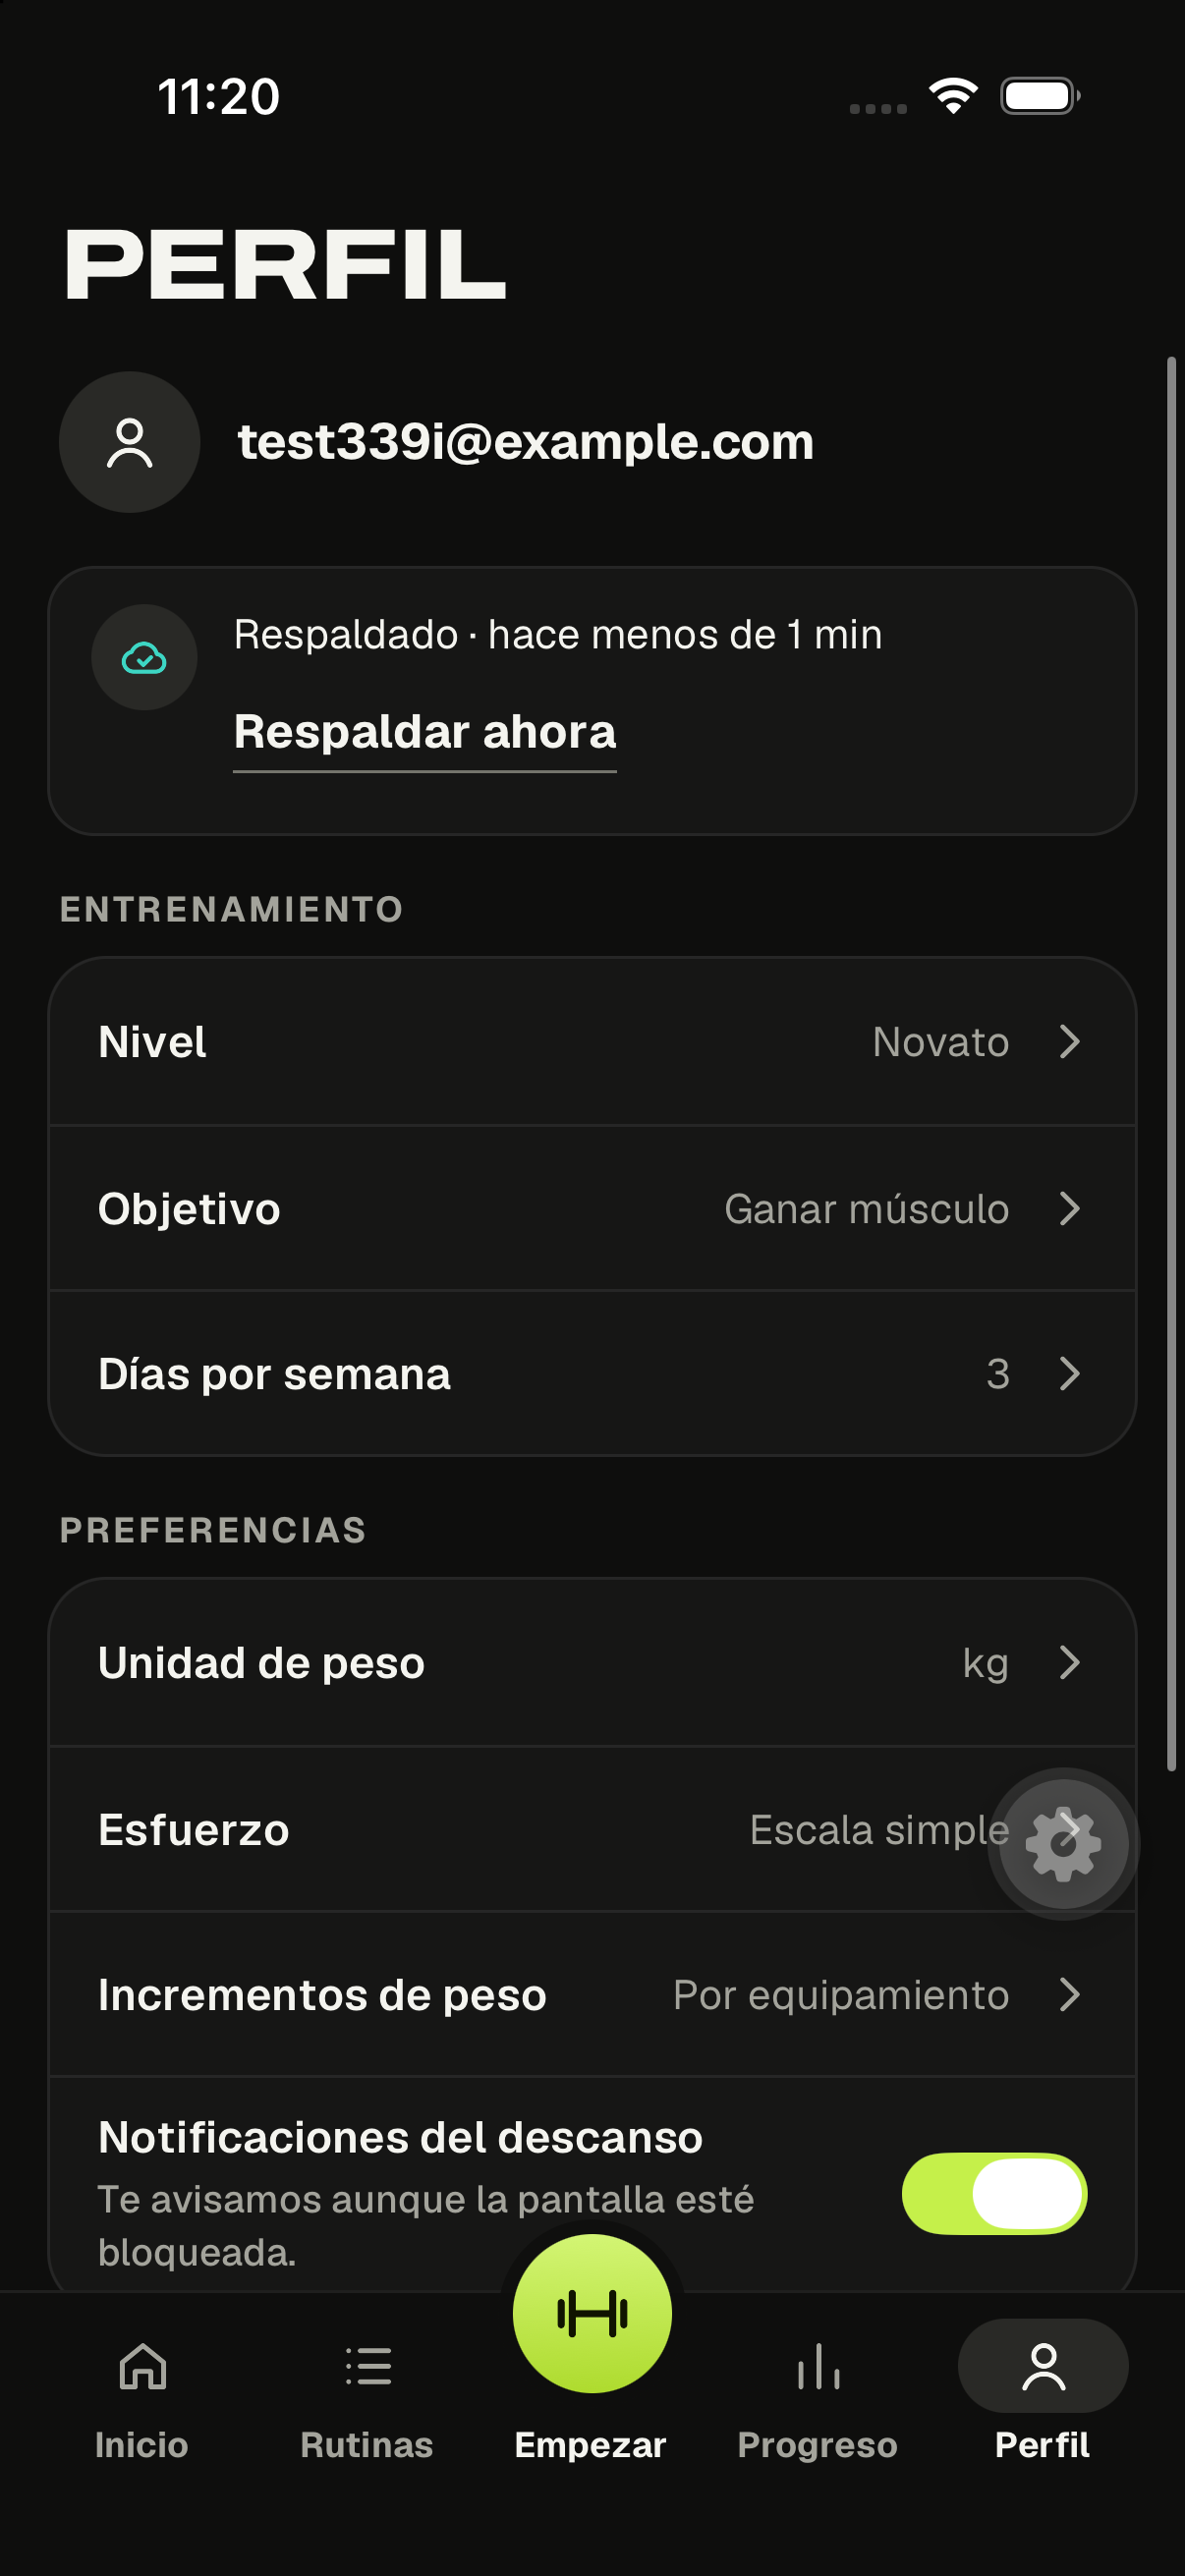 11:20
PERFIL
test339i@example.com
Respaldado · hace menos de 1 min
Respaldar ahora
ENTRENAMIENTO
Nivel Novato
Objetivo Ganar músculo
Días por semana 3
PREFERENCIAS
Unidad de peso kg
Esfuerzo Escala simple
Incrementos de peso Por equipamiento
Notificaciones del descanso
Te avisamos aunque la pantalla esté
bloqueada.
Inicio Rutinas Empezar Progreso Perfil